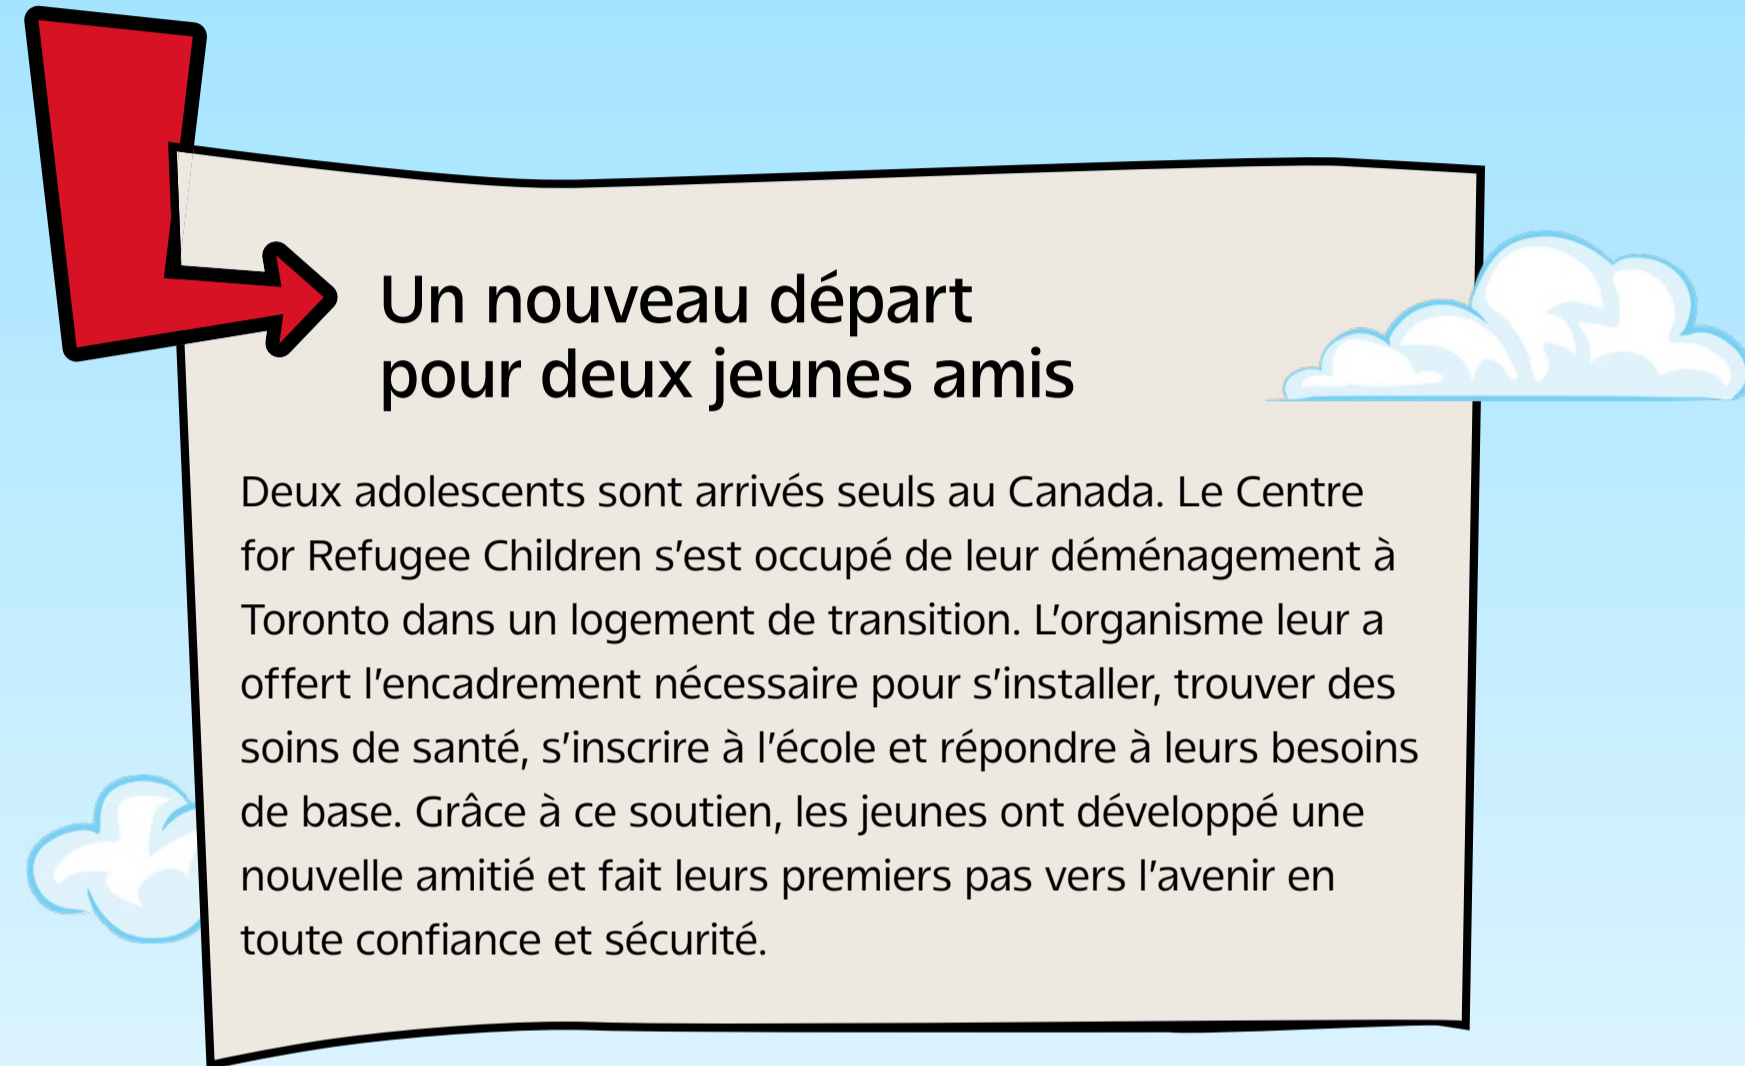 Un nouveau départ
pour deux jeunes amis
Deux adolescents sont arrivés seuls au Canada. Le Centre
for Refugee Children s’est occupé de leur déménagement à
Toronto dans un logement de transition. L’organisme leur a
offert l’encadrement nécessaire pour s’installer, trouver des
soins de santé, s’inscrire à l’école et répondre à leurs besoins
de base. Grâce à ce soutien, les jeunes ont développé une
nouvelle amitié et fait leurs premiers pas vers l’avenir en
toute confiance et sécurité.